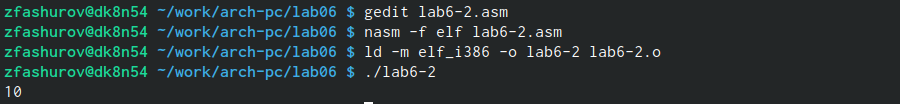 zfashurov@dk8n54 ~/work/arch-pc/lab06 $ gedit lab6-2.asm
zfashurov@dk8n54 ~/work/arch-pc/lab06 $ nasm -f elf lab6-2.asm
zfashurov@dk8n54 ~/work/arch-pc/lab06 $ ld -m elf_i386 -o lab6-2 lab6-2.o
zfashurov@dk8n54 ~/work/arch-pc/lab06 $ ./lab6-2
10